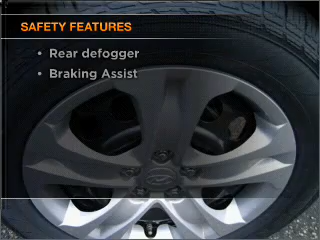 SAFETY FEATURES
• Rear defogger
• Braking Assist